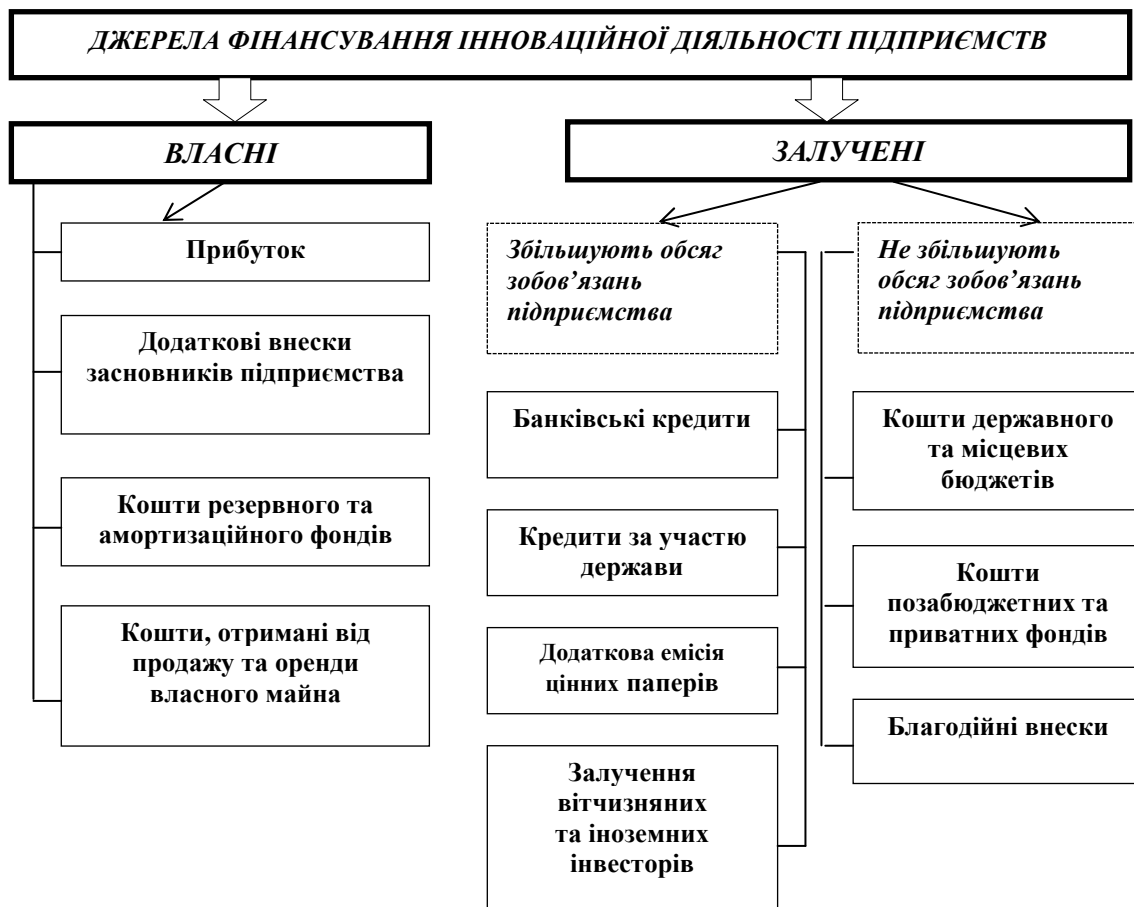 ДЖЕРЕЛА ФІНАНСУВАННЯ ІННОВАЦІЙНОЇ ДІЯЛЬНОСТІ ПІДПРИЄМСТВ
ВЛАСНІ
Прибуток
Додаткові внески
засновників підприємства
Кошти резервного та
амортизаційного фондів
Кошти, отримані від
продажу та оренди
власного майна
ЗАЛУЧЕНІ
Збільшують обсяг
зобов’язань
підприємства
Банківські кредити
Кредити за участю
держави
Додаткова емісія
цінних паперів
Залучення
вітчизняних
та іноземних
інвесторів
Не збільшують
обсяг зобов’язань
підприємства
Кошти державного
та місцевих
бюджетів
Кошти
позабюджетних та
приватних фондів
Благодійні внески